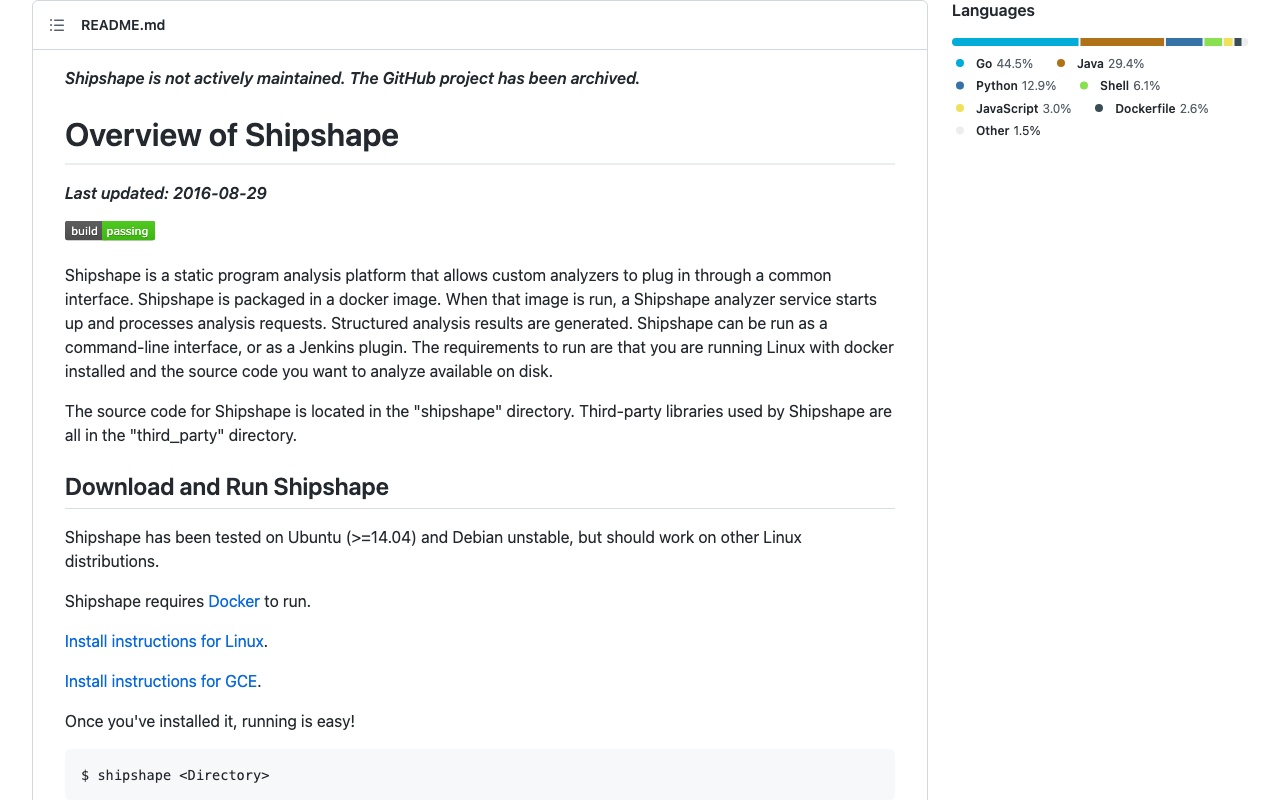 README.md
Shipshape is not actively maintained. The GitHub project has been archived.
Overview of Shipshape
Last updated: 2016-08-29
build passing
Shipshape is a static program analysis platform that allows custom analyzers to plug in through a common
interface. Shipshape is packaged in a docker image. When that image is run, a Shipshape analyzer service starts
up and processes analysis requests. Structured analysis results are generated. Shipshape can be run as a
command-line interface, or as a Jenkins plugin. The requirements to run are that you are running Linux with docker
installed and the source code you want to analyze available on disk.
The source code for Shipshape is located in the "shipshape" directory. Third-party libraries used by Shipshape are
all in the "third_party" directory.
Download and Run Shipshape
Shipshape has been tested on Ubuntu (>=14.04) and Debian unstable, but should work on other Linux
distributions.
Shipshape requires Docker to run.
Install instructions for Linux.
Install instructions for GCE.
Once you've installed it, running is easy!
$ shipshape <Directory>
Languages
Go 44.5% Java 29.4%
Python 12.9% Shell 6.1%
JavaScript 3.0% Dockerfile 2.6%
Other 1.5%